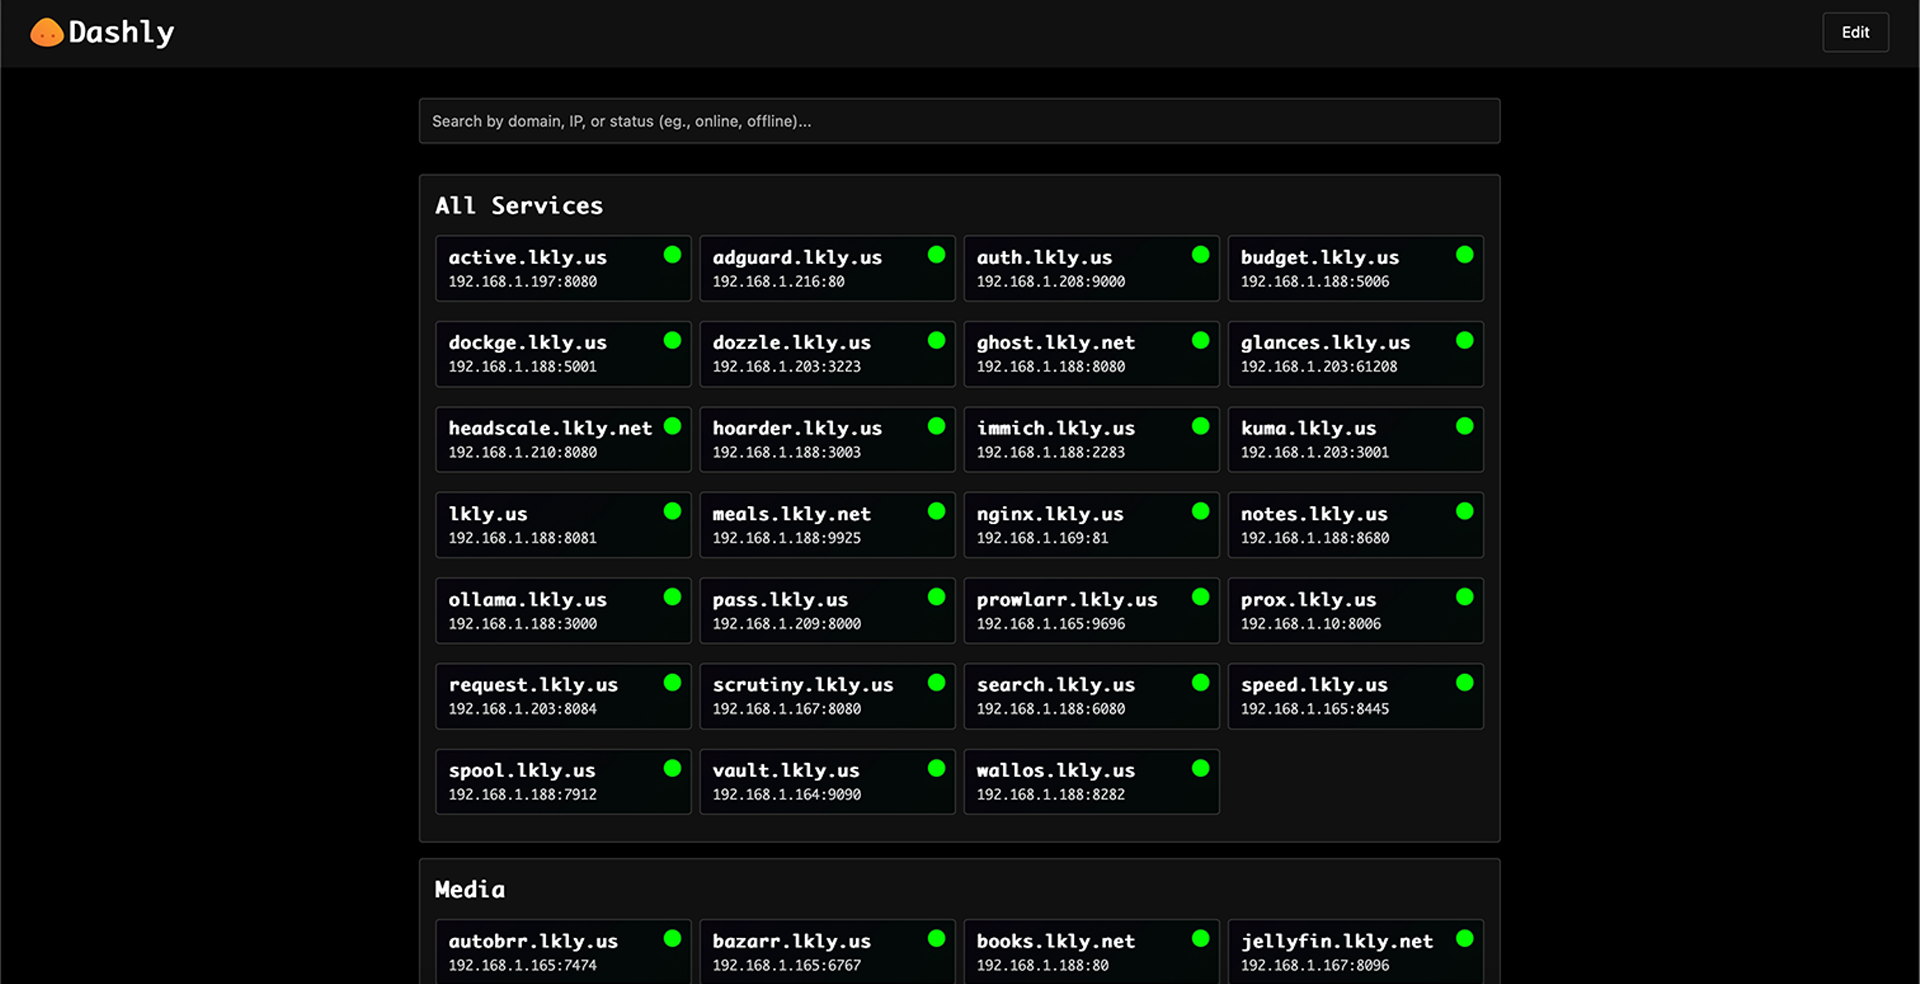 Dashly
Edit
Search by domain, IP, or status (eg., online, offline)...
All Services
active.lkly.us
192.168.1.197:8080
adguard.lkly.us
192.168.1.216:80
auth.lkly.us
192.168.1.208:9000
budget.lkly.us
192.168.1.188:5006
dockge.lkly.us
192.168.1.188:5001
dozzle.lkly.us
192.168.1.203:3223
ghost.lkly.net
192.168.1.188:8080
glances.lkly.us
192.168.1.203:61208
headscale.lkly.net
192.168.1.210:8080
hoarder.lkly.us
192.168.1.188:3003
immich.lkly.us
192.168.1.188:2283
kuma.lkly.us
192.168.1.203:3001
lkly.us
192.168.1.188:8081
meals.lkly.net
192.168.1.188:9925
nginx.lkly.us
192.168.1.169:81
notes.lkly.us
192.168.1.188:8680
ollama.lkly.us
192.168.1.188:3000
pass.lkly.us
192.168.1.209:8000
prowlarr.lkly.us
192.168.1.165:9696
prox.lkly.us
192.168.1.10:8006
request.lkly.us
192.168.1.203:8084
scrutiny.lkly.us
192.168.1.167:8080
search.lkly.us
192.168.1.188:6080
speed.lkly.us
192.168.1.165:8445
spool.lkly.us
192.168.1.188:7912
vault.lkly.us
192.168.1.164:9090
wallos.lkly.us
192.168.1.188:8282
Media
autobrr.lkly.us
192.168.1.165:7474
bazarr.lkly.us
192.168.1.165:6767
books.lkly.net
192.168.1.188:80
jellyfin.lkly.net
192.168.1.167:8096